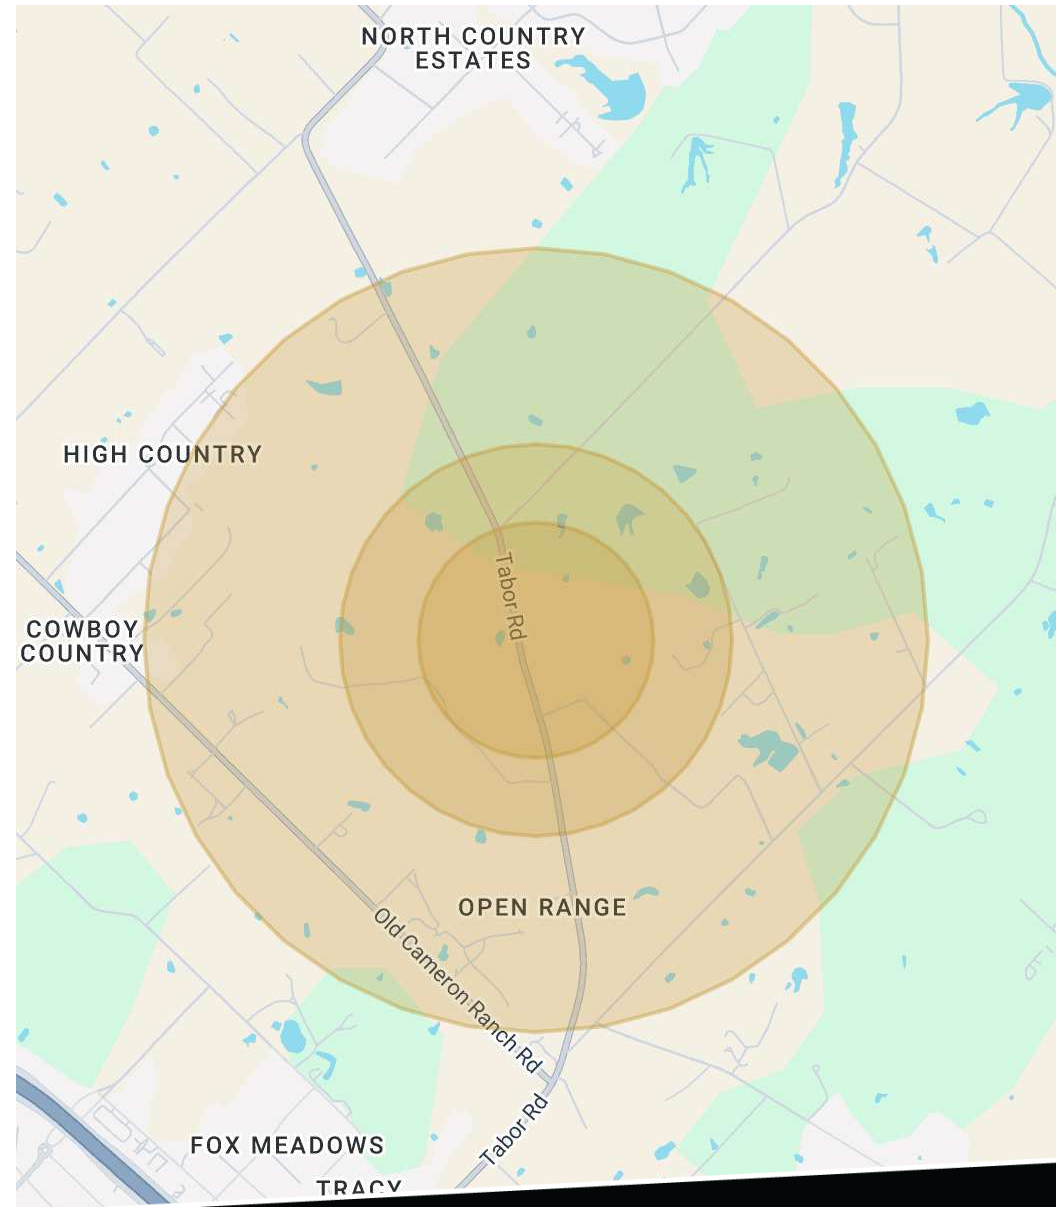 NORTH COUNTRY
ESTATES
HIGH COUNTRY
Tabor Rd
COWBOY
COUNTRY
OPEN RANGE
Old Cameron Ranch Rd
Tabor Rd
FOX MEADOWS
TRACY